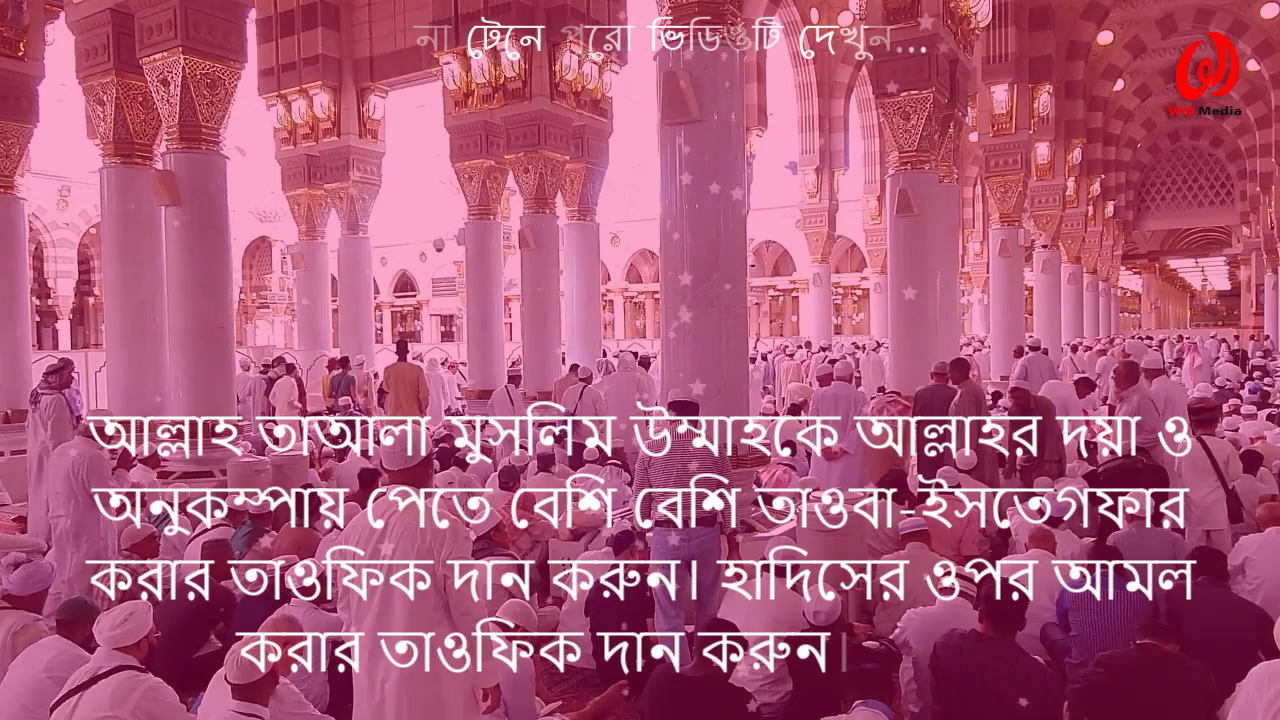 না টেনে পুরো ভিডিওটি দেখুন...
Media
আল্লাহ তাআলা মুসলিম উম্মাহকে আল্লাহর দয়া ও
অনুকম্পায় পেতে বেশি বেশি তাওবা-ইসতেগফার
করার তাওফিক দান করুন। হাদিসের ওপর আমল
করার তাওফিক দান করুন।